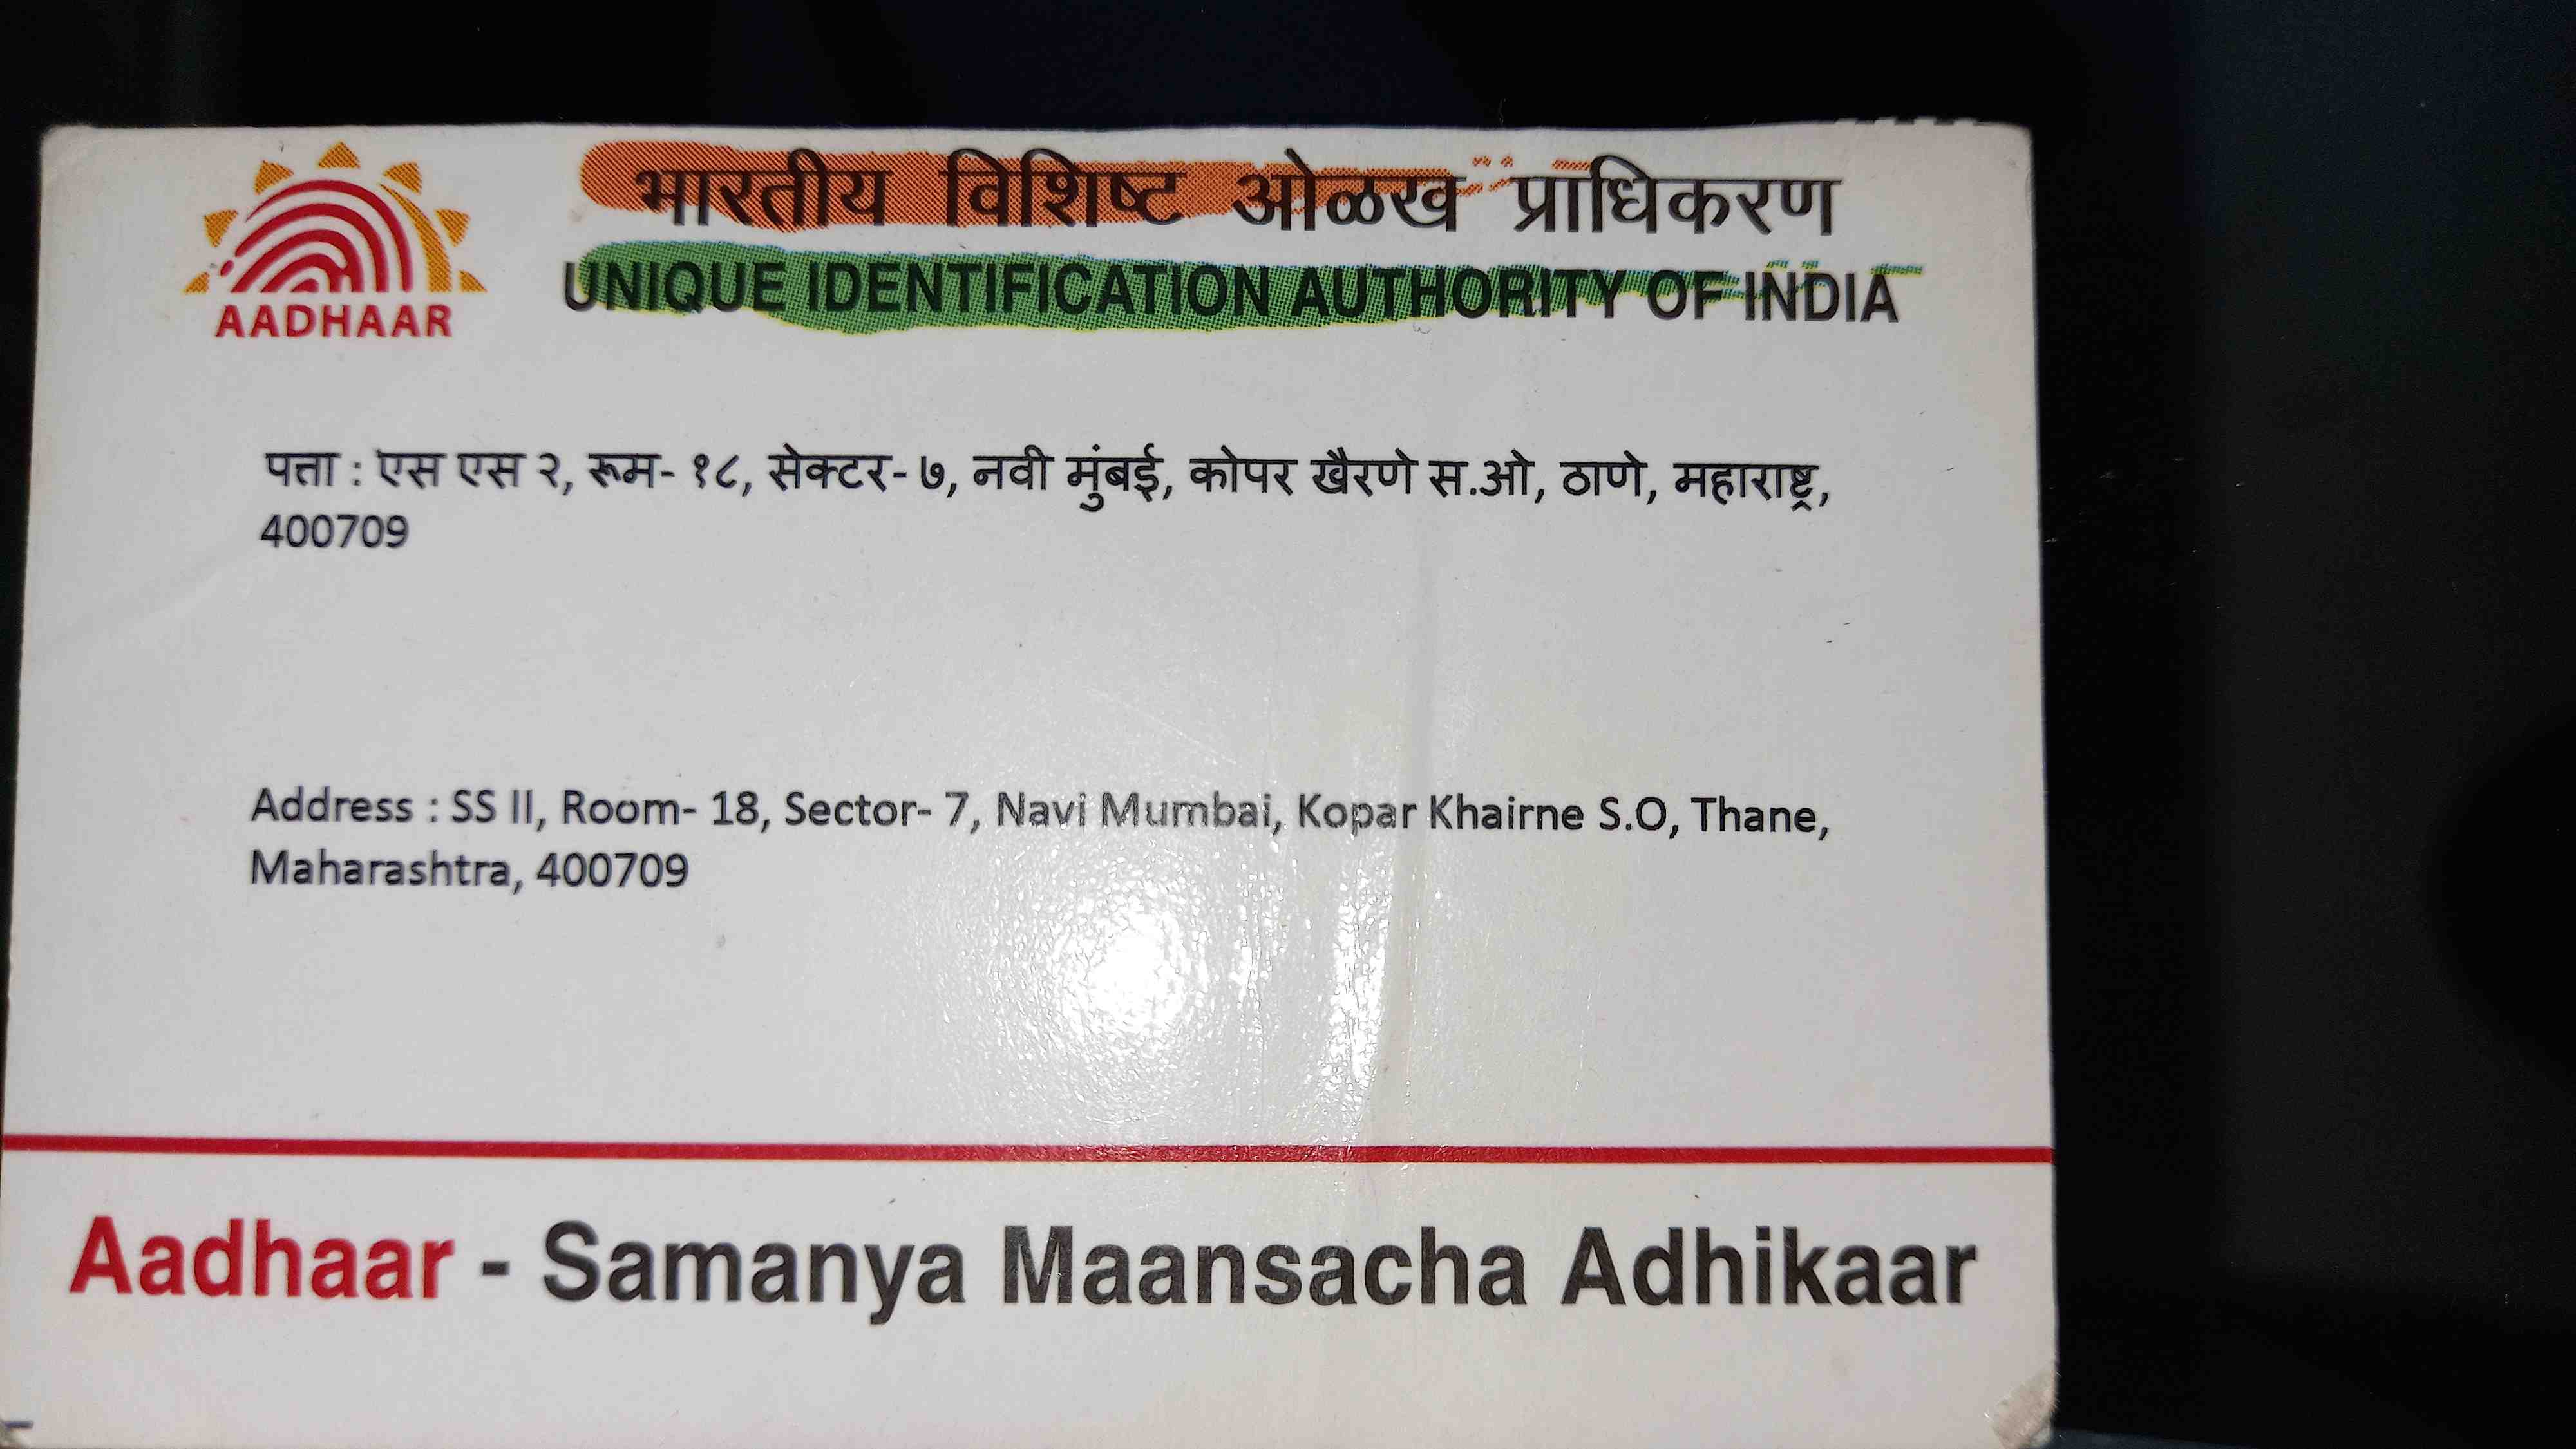 भारतीय विशिष्ट ओळख प्राधिकरण
UNIQUE IDENTIFICATION AUTHORITY OF INDIA
AADHAAR
पत्ता : एस एस २, रूम- १८, सेक्टर- ७, नवी मुंबई, कोपर खैरणे स.ओ, ठाणे, महाराष्ट्र,
400709
Address : SS II, Room- 18, Sector- 7, Navi Mumbai, Kopar Khairne S.O, Thane,
Maharashtra, 400709
Aadhaar - Samanya Maansacha Adhikaar